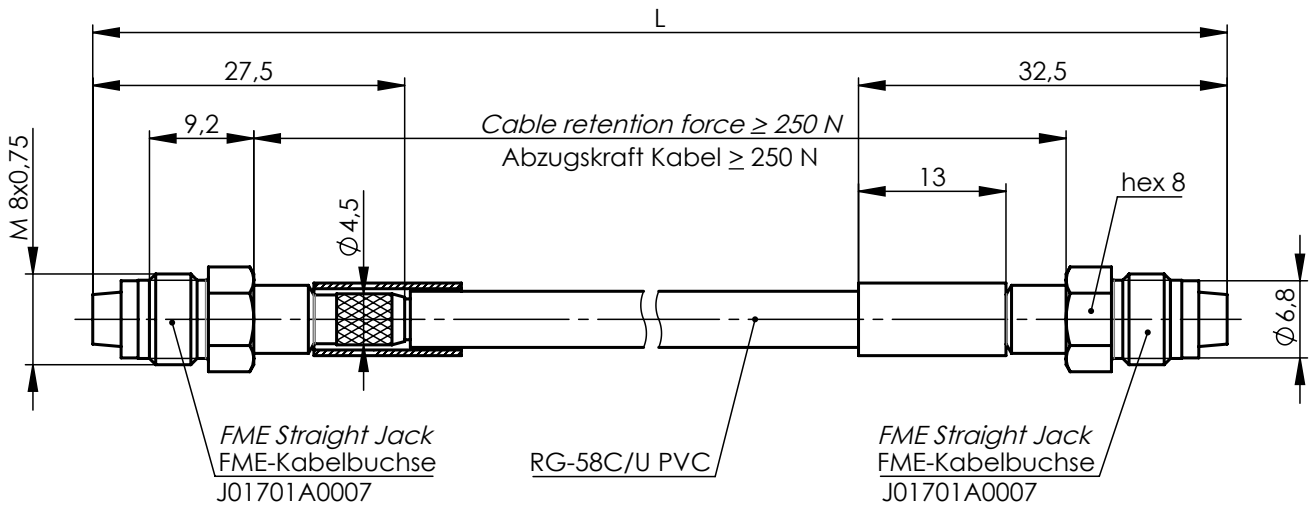 L
27,5
32,5
9,2
Cable retention force ≥ 250 N
Abzugskraft Kabel ≥ 250 N
13
hex 8
M 8x0,75
Ø 4,5
Ø 6,8
FME Straight Jack
FME-Kabelbuchse
J01701A0007
RG-58C/U PVC
FME Straight Jack
FME-Kabelbuchse
J01701A0007